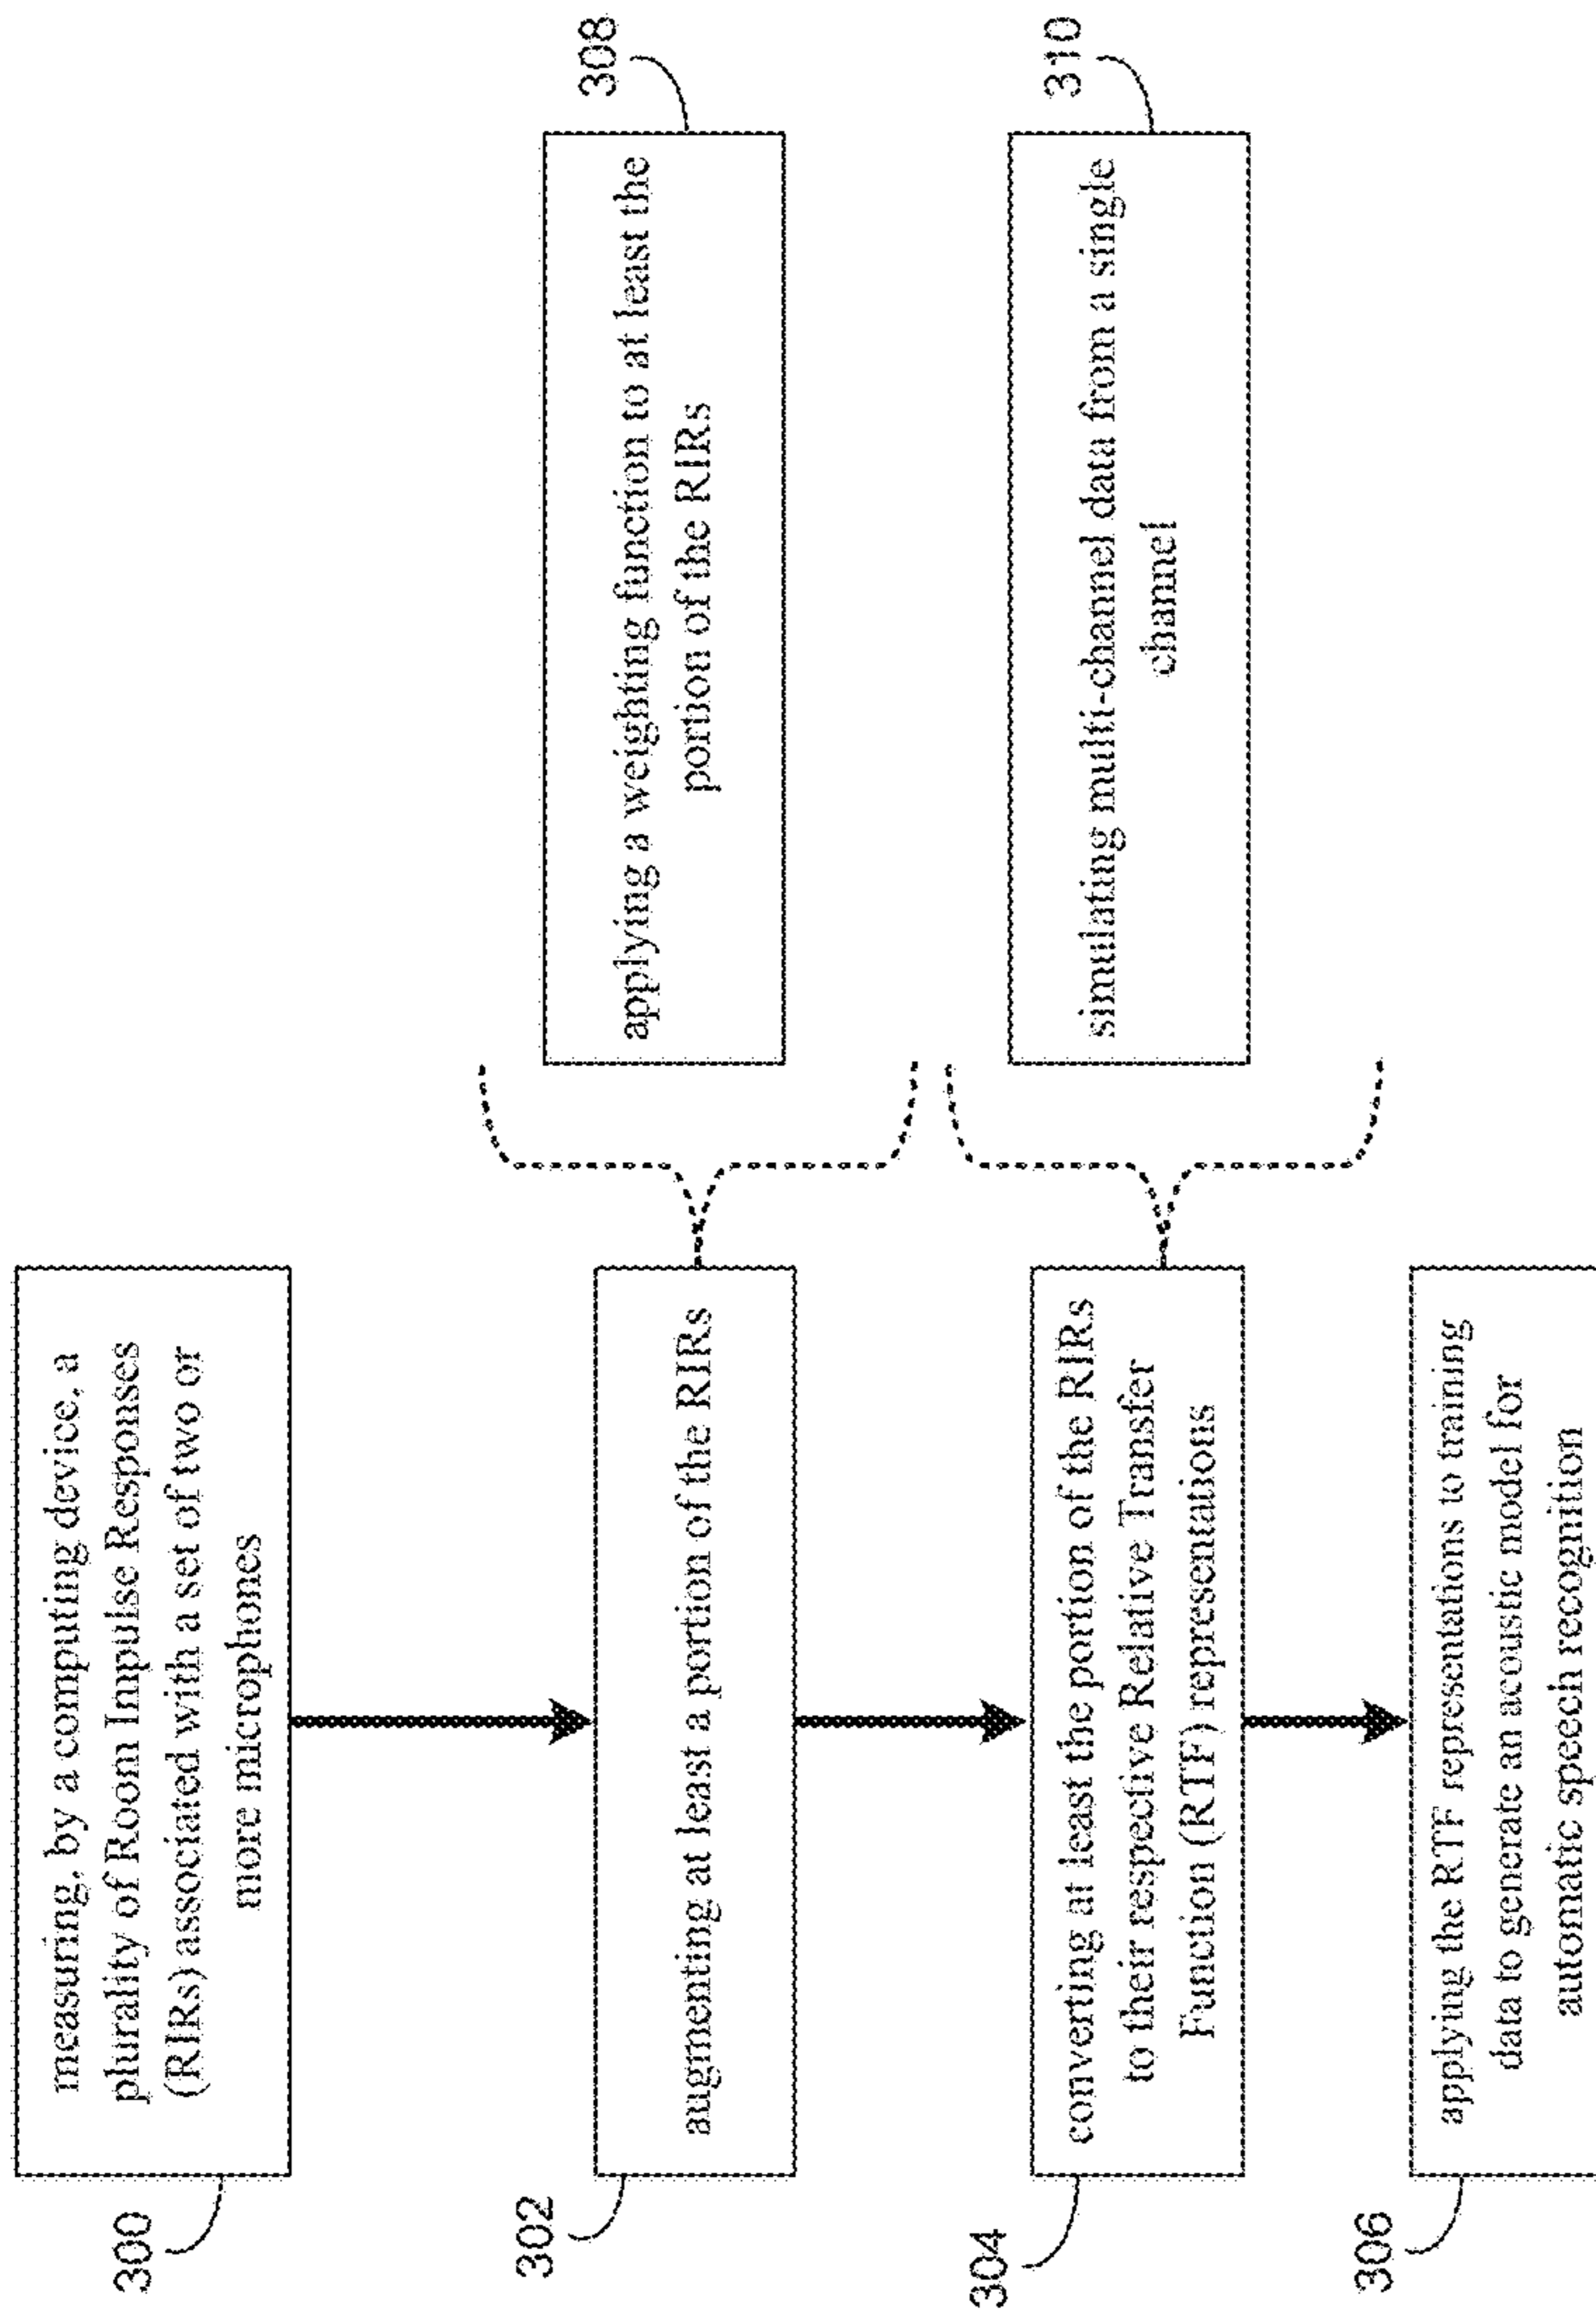 300
measuring, by a computing device, a
plurality of Room Impulse Responses
(RIRs) associated with a set of two or
more microphones
302
augmenting at least a portion of the RIRs
308
applying a weighting function to at least the
portion of the RIRs
304
converting at least the portion of the RIRs
to their respective Relative Transfer
Function (RTF) representations
310
simulating multi-channel data from a single
channel
306
applying the RTF representations to training
data to generate an acoustic model for
automatic speech recognition